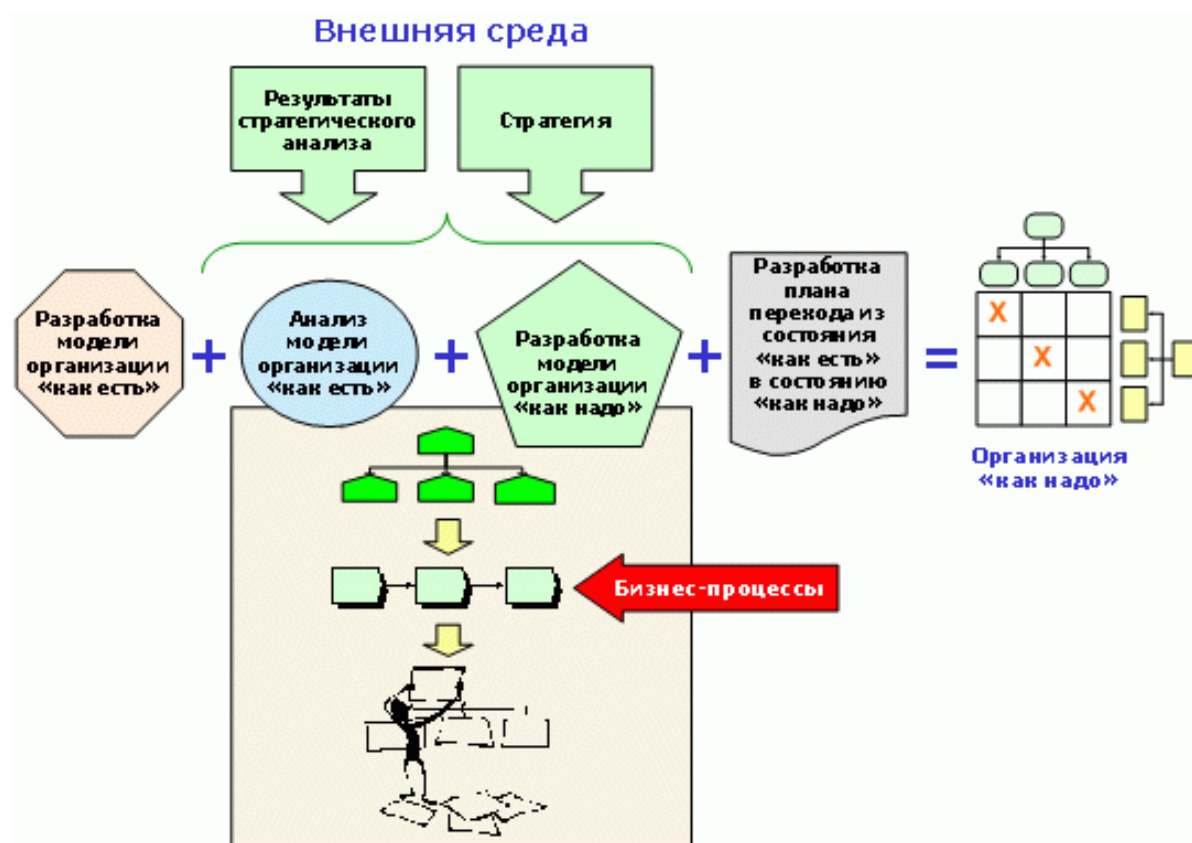 Внешняя среда
Результаты
стратегического
анализа
Стратегия
Разработка
модели
организации
«как есть»
+
Анализ
модели
организации
«как есть»
+
Разработка
модели
организации
«как надо»
+
Разработка
плана
перехода из
состояния
«как есть»
в состоянию
«как надо»
=
X
X
X
Организация
«как надо»
Бизнес-процессы